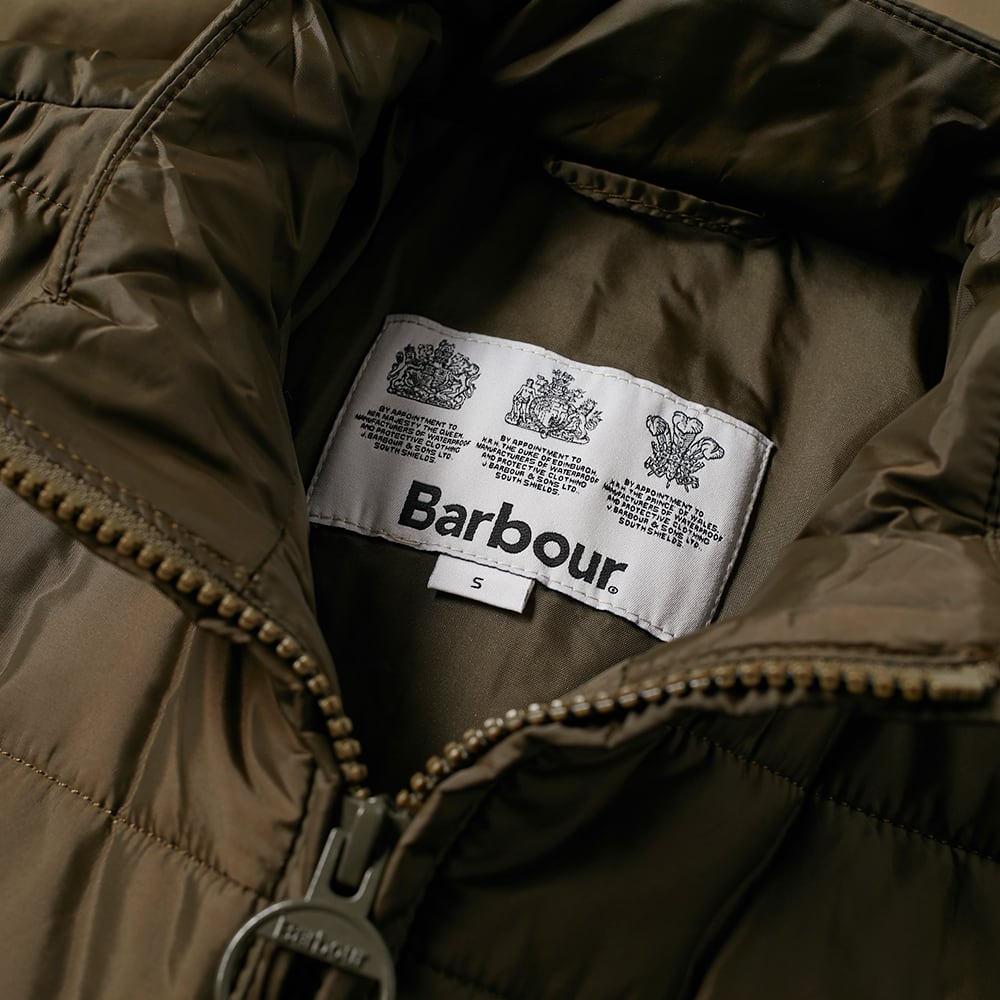 BY APPOINTMENT TO
HER MAJESTY THE QUEEN
MANUFACTURERS OF WATERPROOF
AND PROTECTIVE CLOTHING
J. BARBOUR & SONS LTD.
SOUTH SHIELDS.
BY APPOINTMENT TO
H.R.H. THE DUKE OF EDINBURGH,
MANUFACTURERS OF WATERPROOF
AND PROTECTIVE CLOTHING
J. BARBOUR & SONS LTD.
SOUTH SHIELDS.
BY APPOINTMENT TO
H.R.H. THE PRINCE OF WALES,
MANUFACTURERS OF WATERPROOF
AND PROTECTIVE CLOTHING
J. BARBOUR & SONS LTD.
SOUTH SHIELDS.
Barbour®
S
Barbour